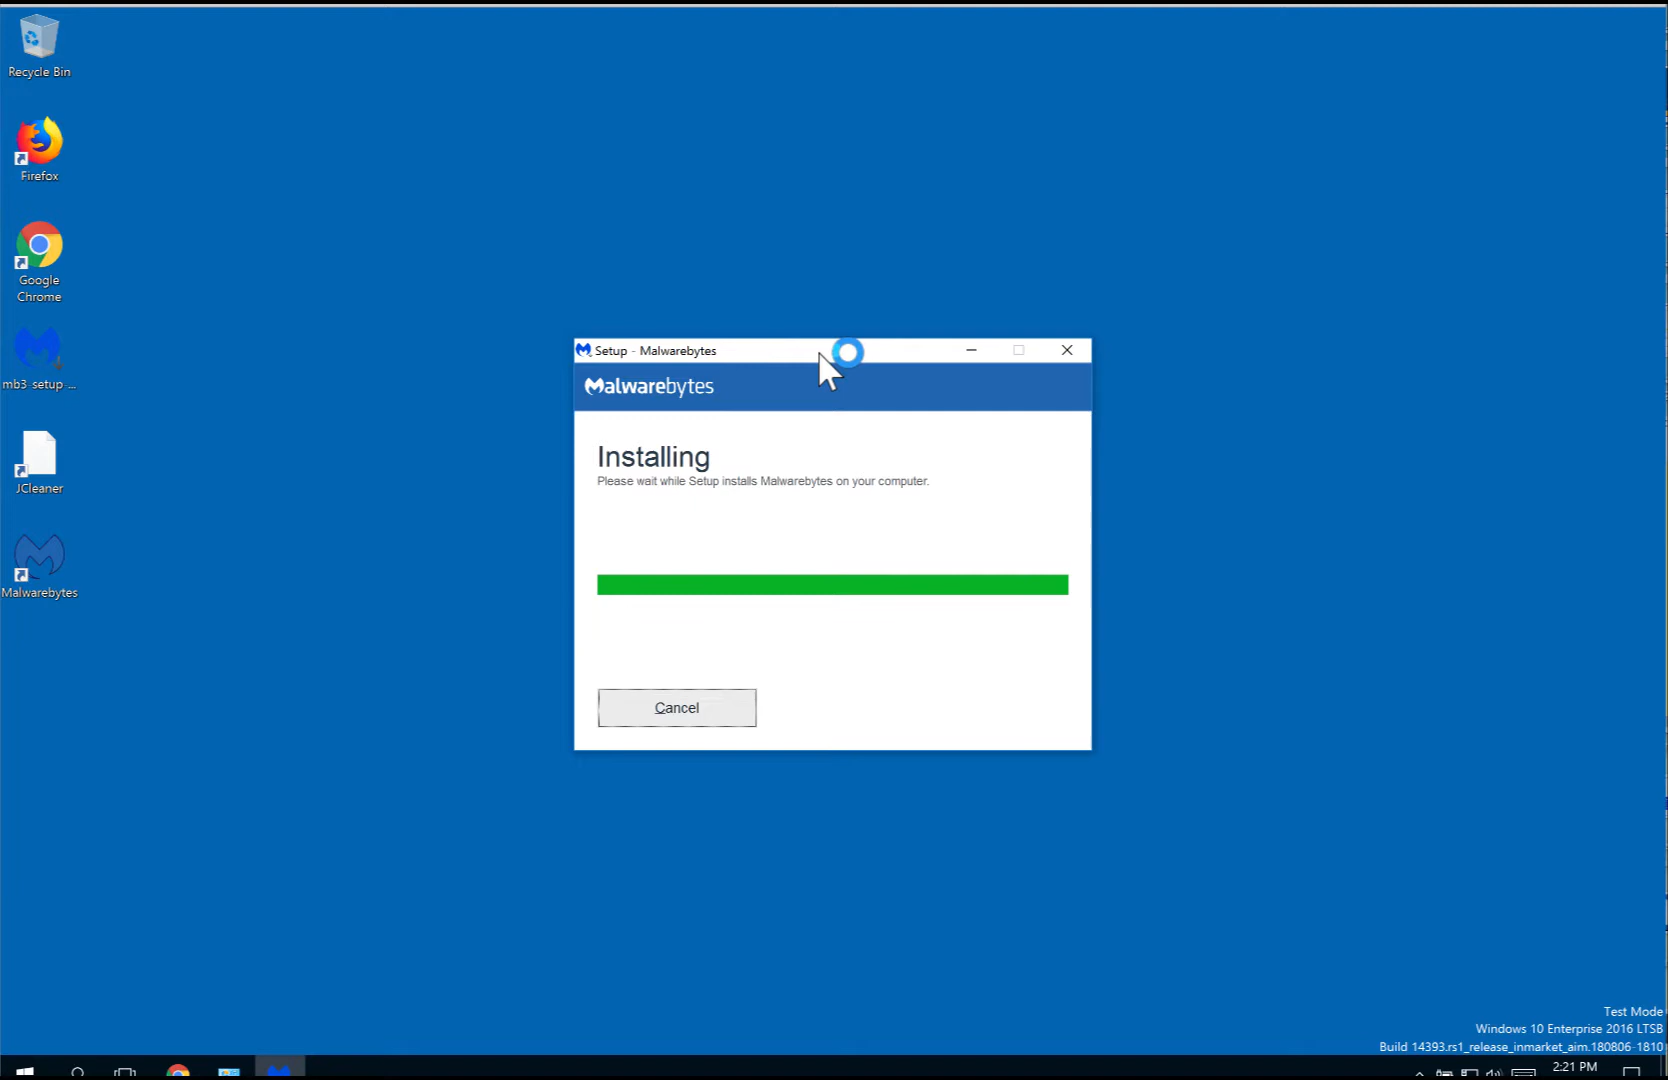 Recycle Bin
Firefox
Google
Chrome
mb3-setup-...
JCleaner
Malwarebytes
Setup - Malwarebytes
Malwarebytes
Installing
Please wait while Setup installs Malwarebytes on your computer.
Cancel
Test Mode
Windows 10 Enterprise 2016 LTSB
Build 14393.rs1_release_inmarket_aim.180806-1810
2:21 PM